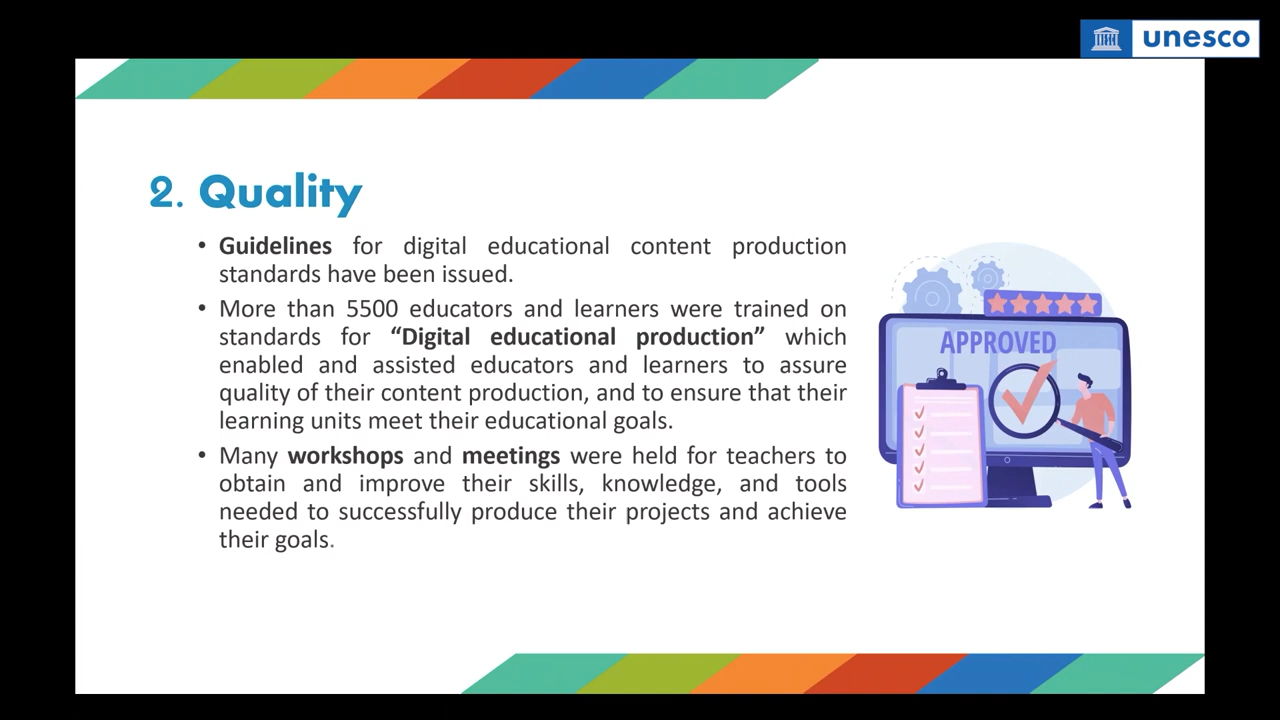 unesco
2. Quality
• Guidelines for digital educational content production
standards have been issued.
• More than 5500 educators and learners were trained on
standards for “Digital educational production” which
enabled and assisted educators and learners to assure
quality of their content production, and to ensure that their
learning units meet their educational goals.
• Many workshops and meetings were held for teachers to
obtain and improve their skills, knowledge, and tools
needed to successfully produce their projects and achieve
their goals.
APPROVED